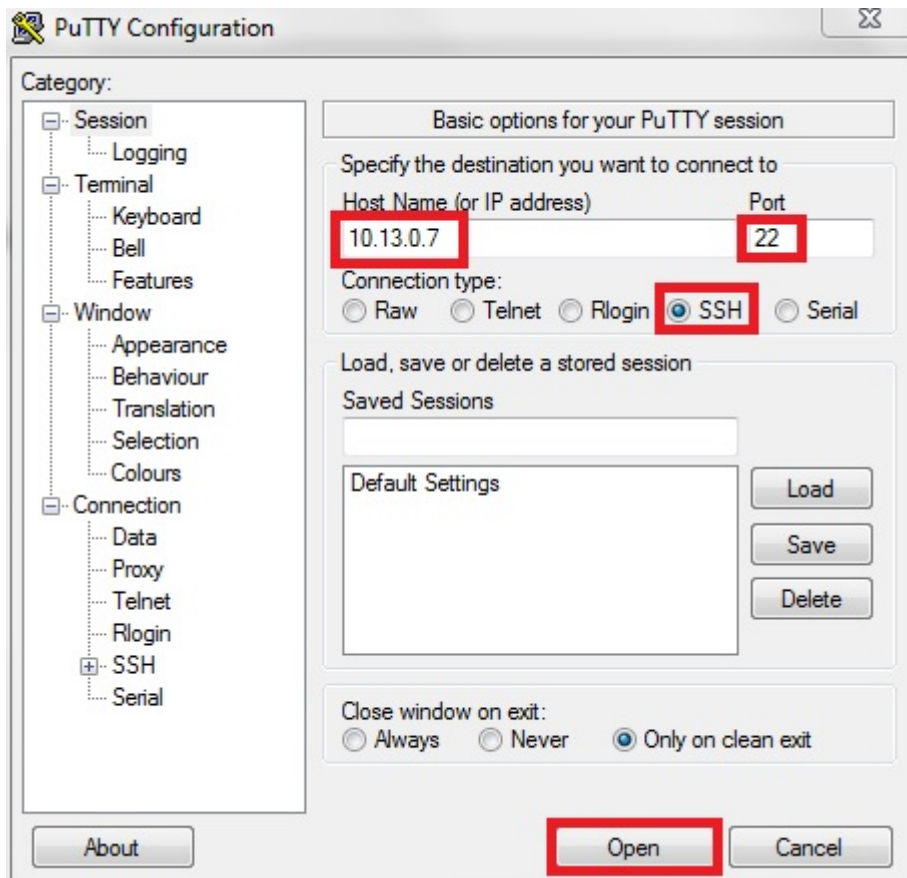 PuTTY Configuration
Category:
Session
Logging
Terminal
Keyboard
Bell
Features
Window
Appearance
Behaviour
Translation
Selection
Colours
Connection
Data
Proxy
Telnet
Rlogin
SSH
Serial
Basic options for your PuTTY session
Specify the destination you want to connect to
Host Name (or IP address) Port
10.13.0.7 22
Connection type:
Raw Telnet Rlogin SSH Serial
Load, save or delete a stored session
Saved Sessions
Default Settings
Load
Save
Delete
Close window on exit:
Always Never Only on clean exit
About Open Cancel